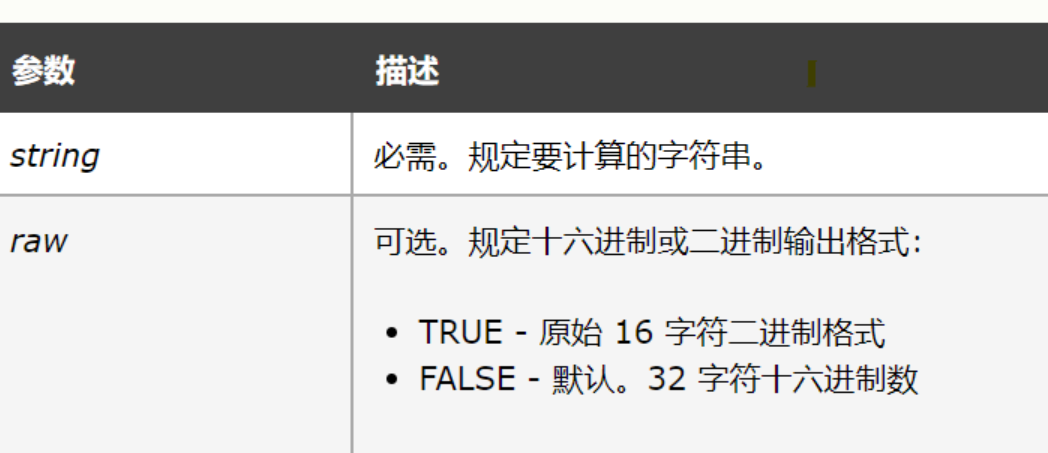 参数 描述
string 必需。规定要计算的字符串。
raw 可选。规定十六进制或二进制输出格式:
• TRUE - 原始 16 字符二进制格式
• FALSE - 默认。32 字符十六进制数